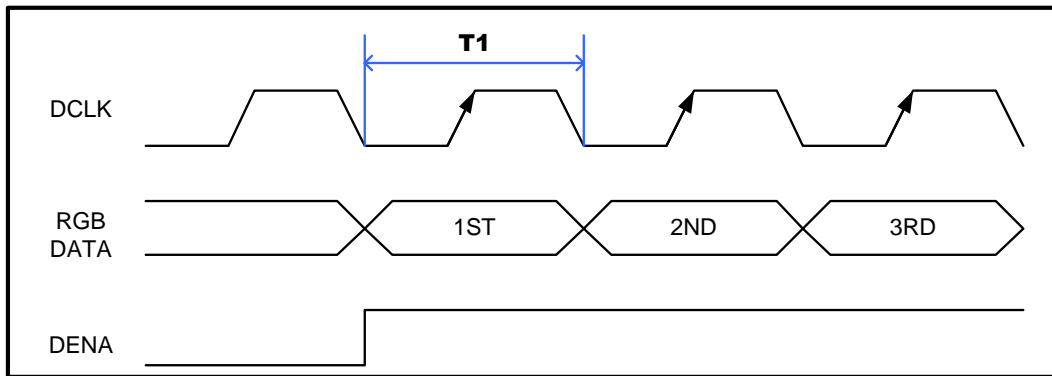 T1
DCLK
RGB
DATA
1ST
2ND
3RD
DENA